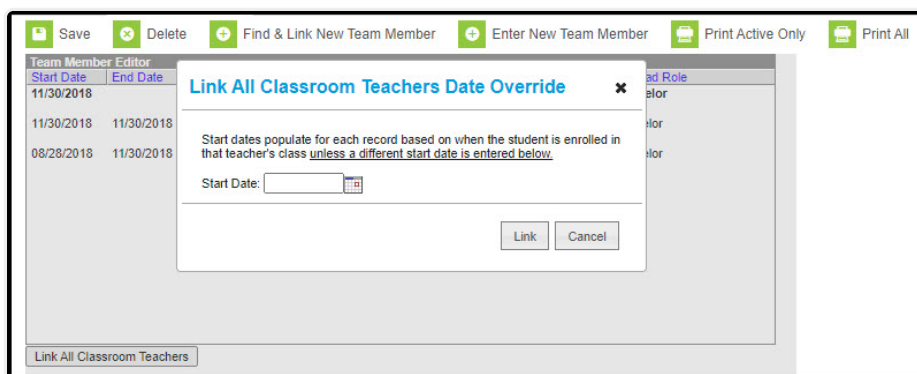 Save Delete Find & Link New Team Member Enter New Team Member Print Active Only Print All
Team Member Editor
Start Date End Date ad Role
Link All Classroom Teachers Date Override
11/30/2018 elor
11/30/2018 11/30/2018 elor
Start dates populate for each record based on when the student is enrolled in
that teacher's class unless a different start date is entered below.
08/28/2018 11/30/2018 elor
Start Date:
Link Cancel
Link All Classroom Teachers